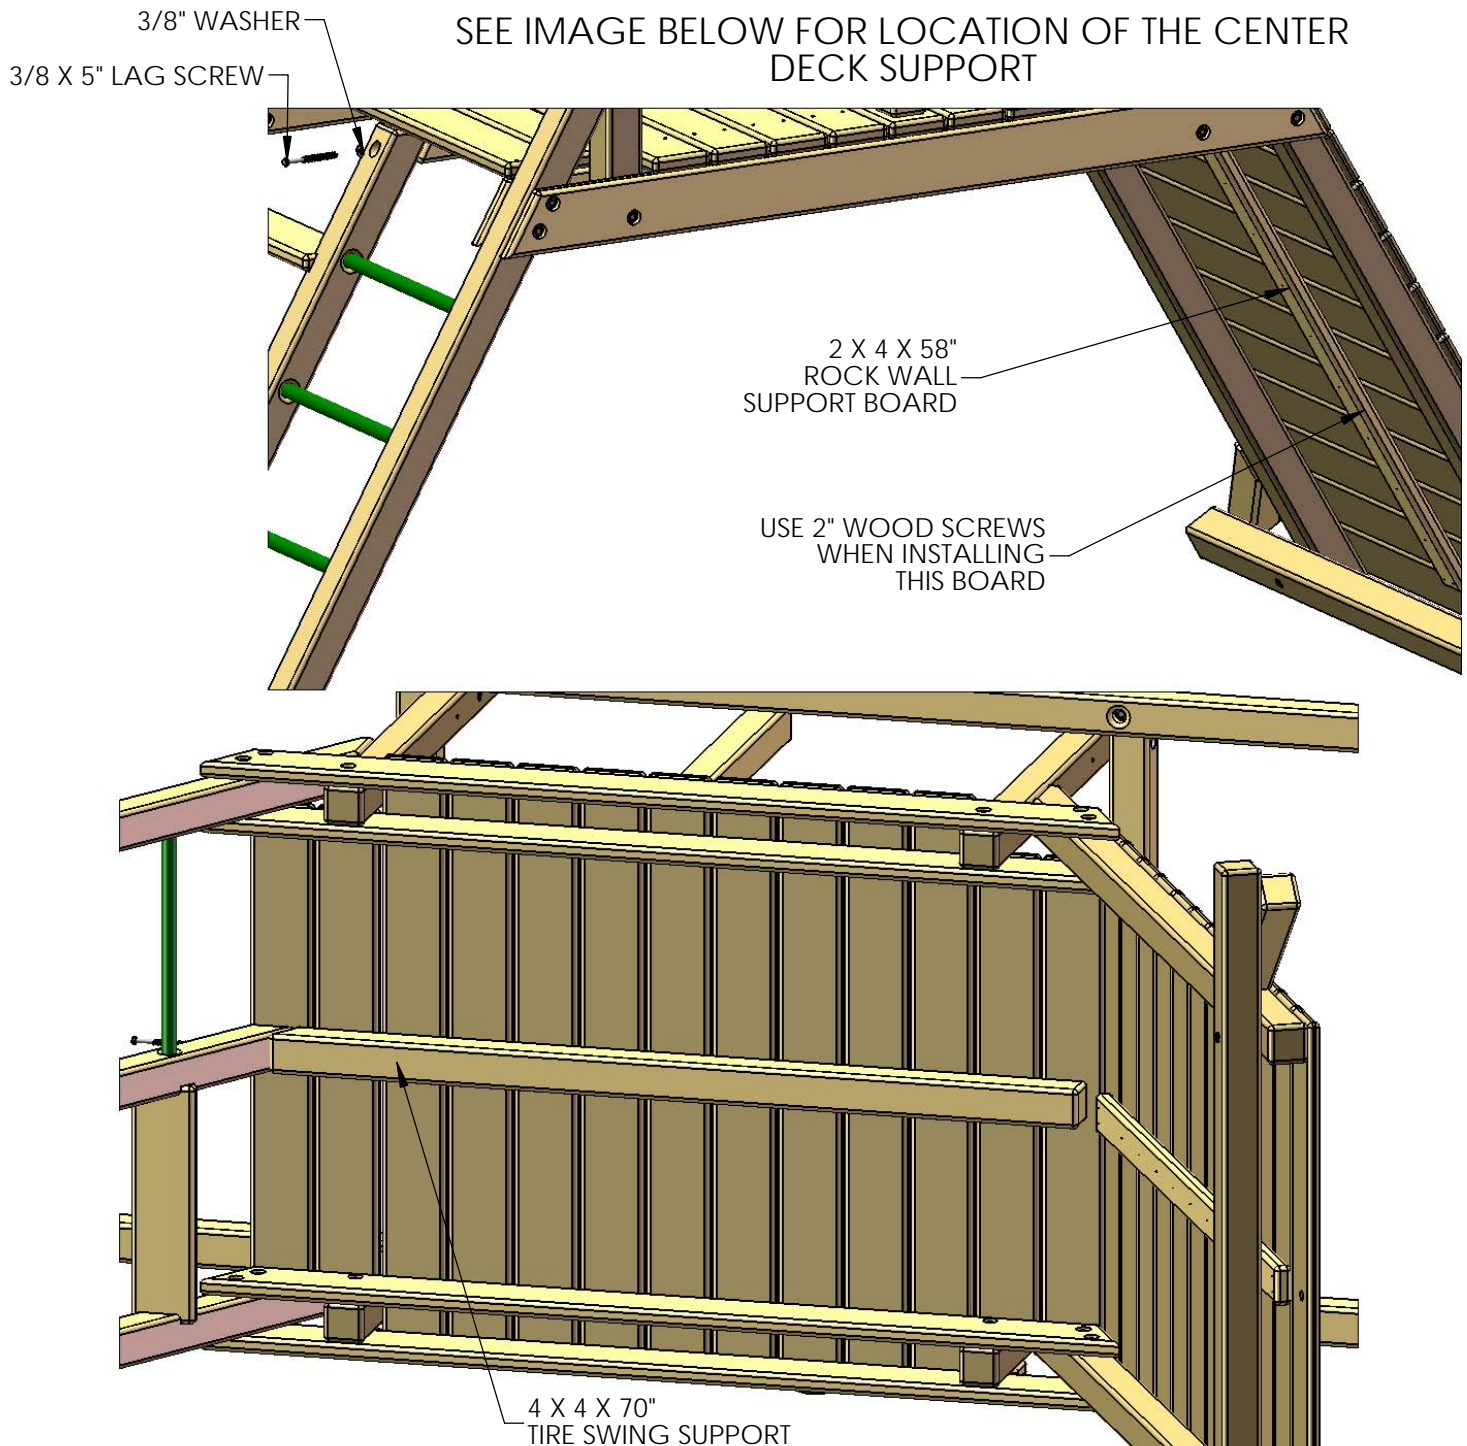 3/8" WASHER
3/8 X 5" LAG SCREW
SEE IMAGE BELOW FOR LOCATION OF THE CENTER
DECK SUPPORT
2 X 4 X 58"
ROCK WALL
SUPPORT BOARD
USE 2" WOOD SCREWS
WHEN INSTALLING
THIS BOARD
4 X 4 X 70"
TIRE SWING SUPPORT